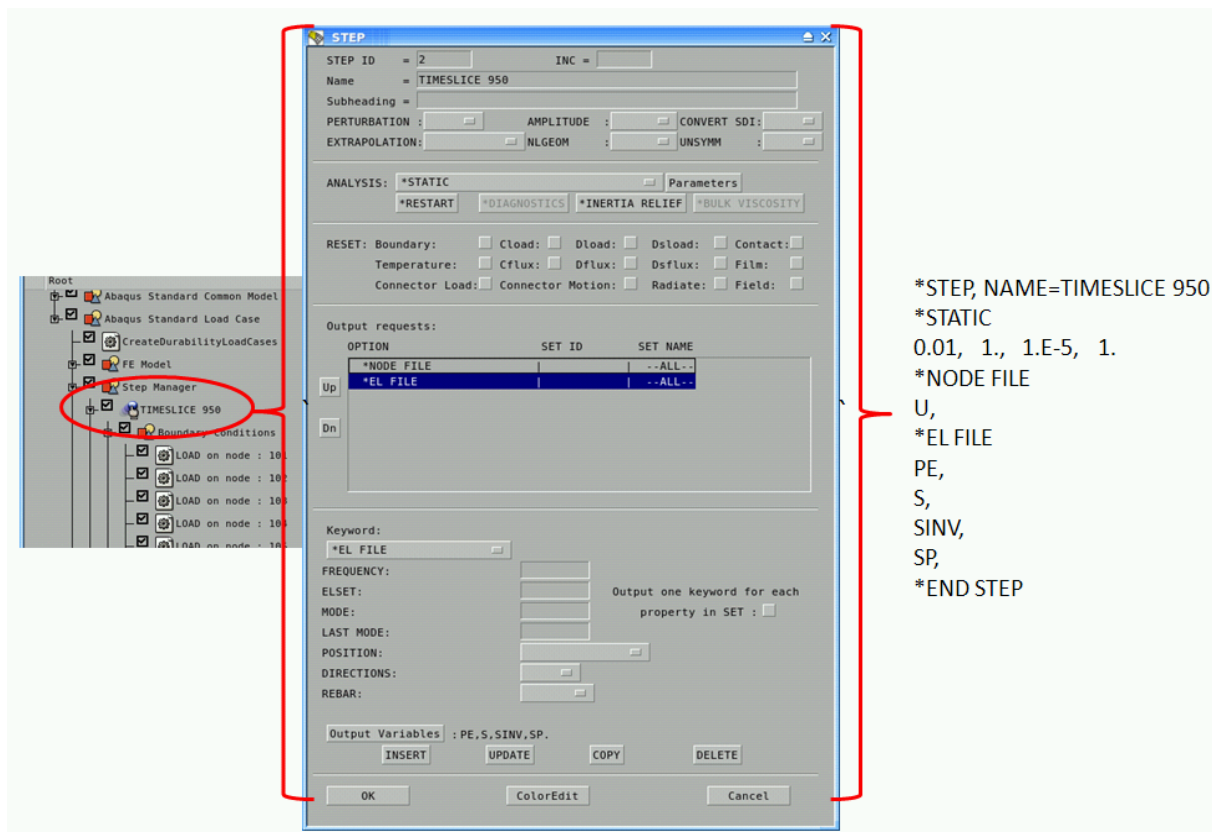 Root
Abaqus Standard Common Model
Abaqus Standard Load Case
CreateDurabilityLoadCases
FE Model
Step Manager
TIMESLICE 950
Boundary Conditions
LOAD on node : 101
LOAD on node : 102
LOAD on node : 103
LOAD on node : 104
LOAD on node : 105
STEP
STEP ID = 2 INC =
Name = TIMESLICE 950
Subheading =
PERTURBATION : AMPLITUDE : CONVERT SDI:
EXTRAPOLATION: NLGEOM : UNSYMM :
ANALYSIS: *STATIC Parameters
*RESTART *DIAGNOSTICS *INERTIA RELIEF *BULK VISCOSITY
RESET: Boundary: Cload: Dload: Dsload: Contact:
Temperature: Cflux: Dflux: Dsflux: Film:
Connector Load: Connector Motion: Radiate: Field:
Output requests:
OPTION SET ID SET NAME
*NODE FILE | | --ALL--
*EL FILE | | --ALL--
Up
Dn
Keyword:
*EL FILE
FREQUENCY:
ELSET: Output one keyword for each
MODE: property in SET :
LAST MODE:
POSITION:
DIRECTIONS:
REBAR:
Output Variables : PE,S,SINV,SP.
INSERT UPDATE COPY DELETE
OK ColorEdit Cancel
*STEP, NAME=TIMESLICE 950
*STATIC
0.01, 1., 1.E-5, 1.
*NODE FILE
U,
*EL FILE
PE,
S,
SINV,
SP,
*END STEP